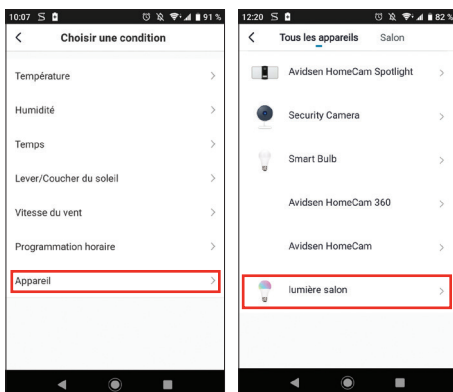 10:07 S 91 %
Choisir une condition
Température
Humidité
Temps
Lever/Coucher du soleil
Vitesse du vent
Programmation horaire
Appareil
12:20 S 82 %
Tous les appareils Salon
Avidsen HomeCam Spotlight
Security Camera
Smart Bulb
Avidsen HomeCam 360
Avidsen HomeCam
lumière salon